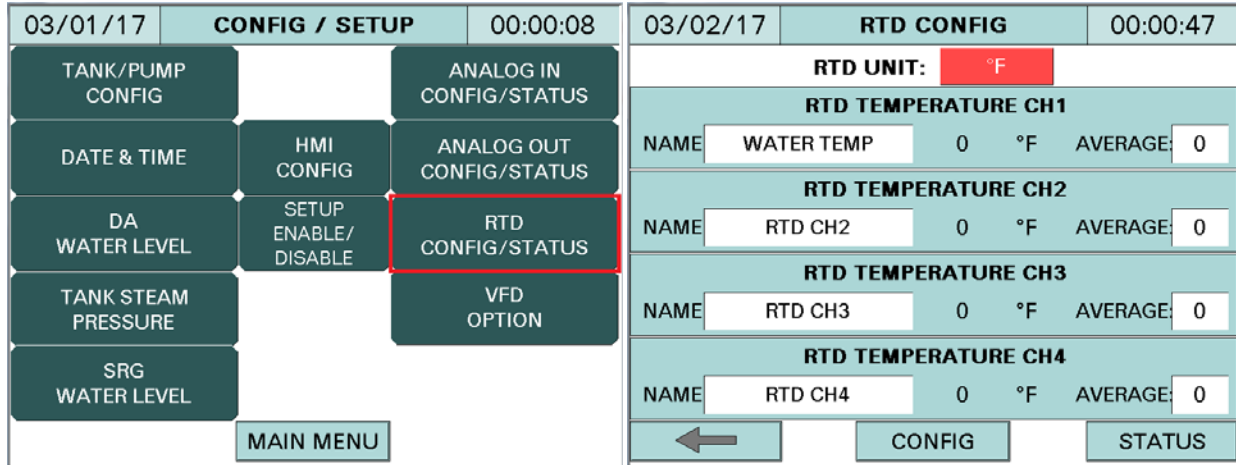 03/01/17 CONFIG / SETUP 00:00:08
TANK/PUMP
CONFIG
ANALOG IN
CONFIG/STATUS
DATE & TIME
HMI
CONFIG
ANALOG OUT
CONFIG/STATUS
DA
WATER LEVEL
SETUP
ENABLE/
DISABLE
RTD
CONFIG/STATUS
TANK STEAM
PRESSURE
VFD
OPTION
SRG
WATER LEVEL
MAIN MENU
03/02/17 RTD CONFIG 00:00:47
RTD UNIT: °F
RTD TEMPERATURE CH1
NAME WATER TEMP 0 °F AVERAGE: 0
RTD TEMPERATURE CH2
NAME RTD CH2 0 °F AVERAGE: 0
RTD TEMPERATURE CH3
NAME RTD CH3 0 °F AVERAGE: 0
RTD TEMPERATURE CH4
NAME RTD CH4 0 °F AVERAGE: 0
CONFIG STATUS